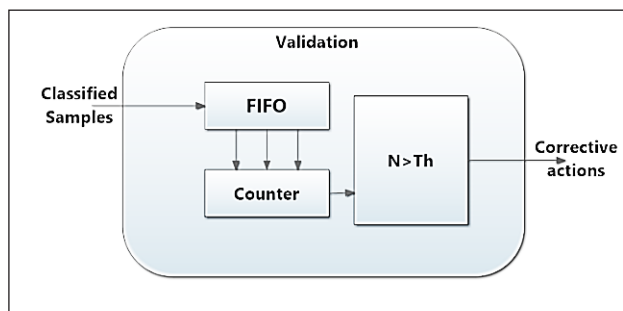 Validation
Classified
Samples
FIFO
Counter
N>Th
Corrective
actions